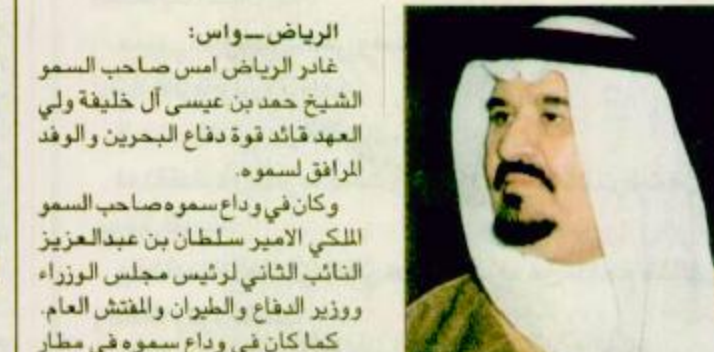 الرياض ــ واس:
غادر الرياض امس صاحب السمو
الشيخ حمد بن عيسى آل خليفة ولي
العهد قائد قوة دفاع البحرين والوفد
المرافق لسموه.
وكان في وداع سموه صاحب السمو
الملكي الامير سلطان بن عبدالعزيز
النائب الثاني لرئيس مجلس الوزراء
ووزير الدفاع والطيران والمفتش العام.
كما كان في وداع سموه في مطار